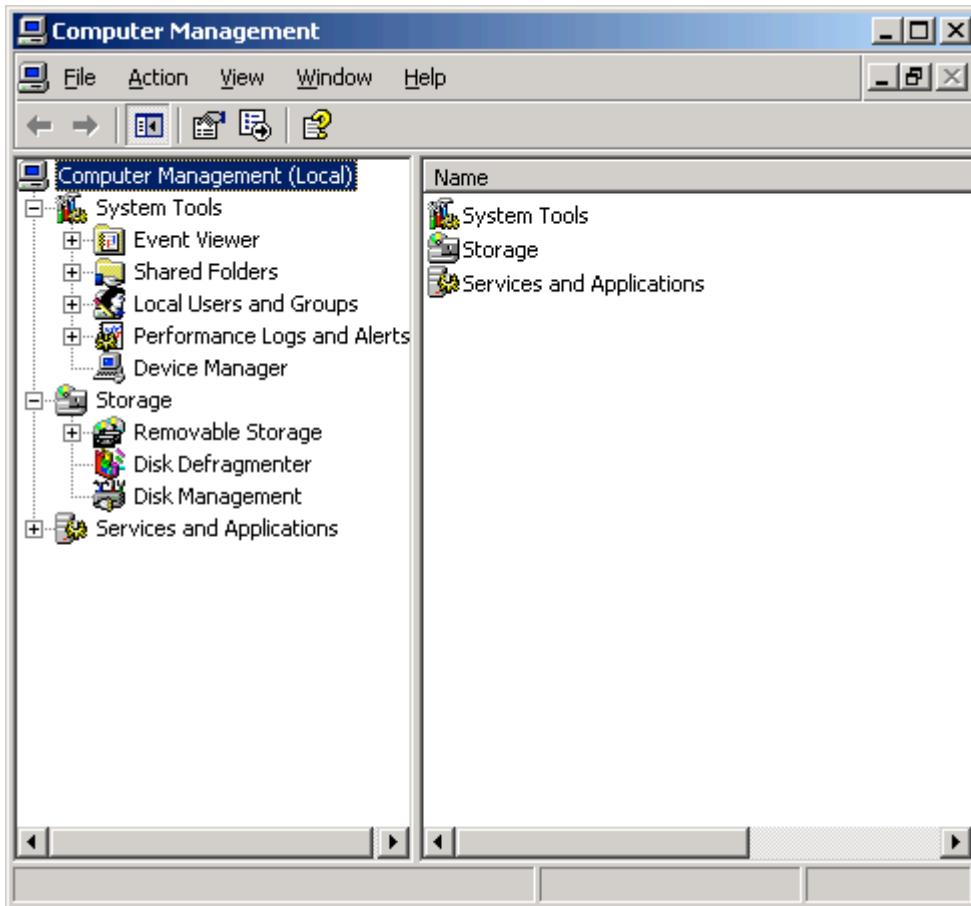 Computer Management
File Action View Window Help
Computer Management (Local)
System Tools
Event Viewer
Shared Folders
Local Users and Groups
Performance Logs and Alerts
Device Manager
Storage
Removable Storage
Disk Defragmenter
Disk Management
Services and Applications
Name
System Tools
Storage
Services and Applications